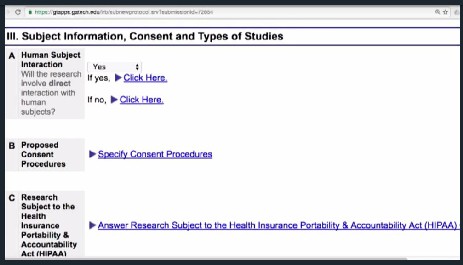 https://gtapps.gatech.edu/
III. Subject Information, Consent and Types of Studies
A Human Subject
Interaction
Will the research
involve direct
interaction with
human
subjects?
Yes
If yes, ▶ Click Here.
If no, ▶ Click Here.
B Proposed
Consent
Procedures
▶ Specify Consent Procedures
C Research
Subject to the
Health
Insurance
Portability &
Accountability
Act (HIPAA)
▶ Answer Research Subject to the Health Insurance Portability & Accountability Act (HIPAA)